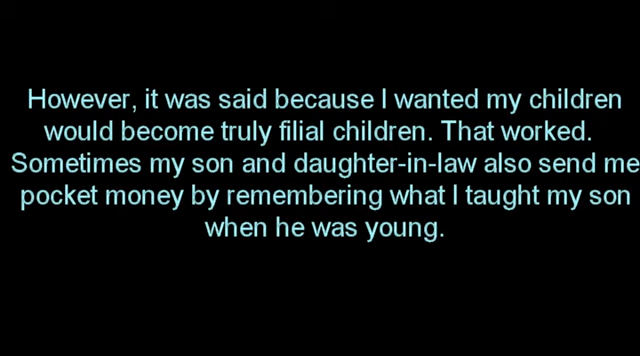 However, it was said because I wanted my children
would become truly filial children. That worked.
Sometimes my son and daughter-in-law also send me
pocket money by remembering what I taught my son
when he was young.